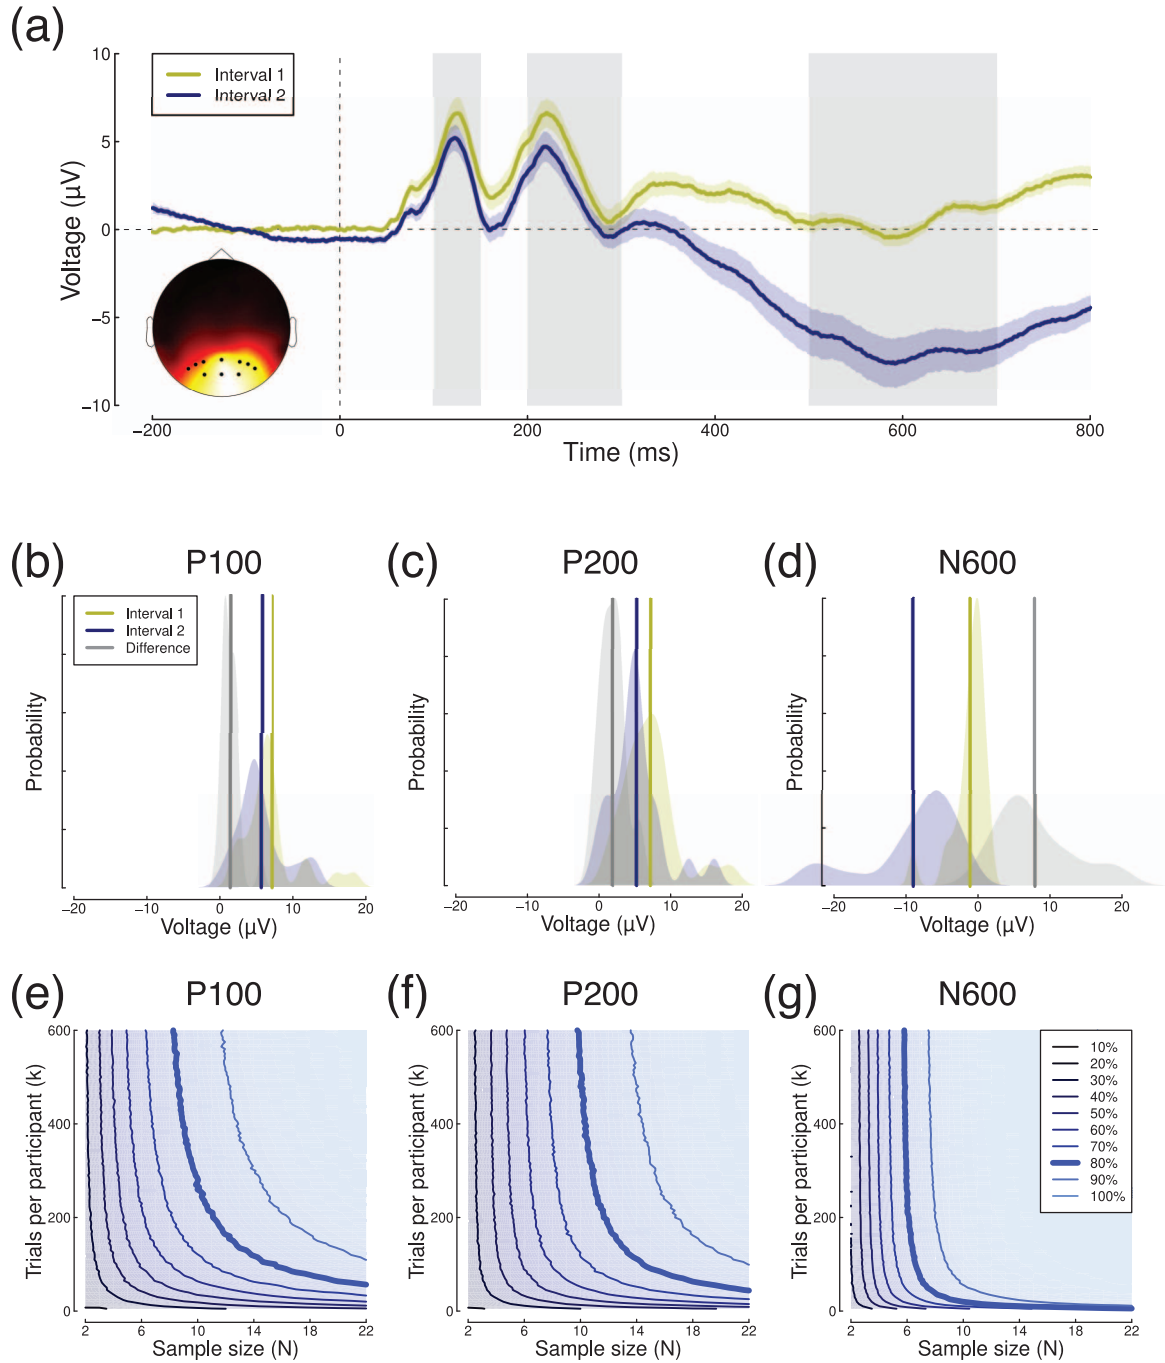 (a)
10
5
0
−5
−10
Voltage (μV)
Interval 1
Interval 2
−200
0
200
400
600
800
Time (ms)
(b)
P100
Interval 1
Interval 2
Difference
Probability
−20
−10
0
10
20
Voltage (μV)
(c)
P200
Probability
−20
−10
0
10
20
Voltage (μV)
(d)
N600
Probability
−20
−10
0
10
20
Voltage (μV)
(e)
P100
600
400
200
0
Trials per participant (k)
2
6
10
14
18
22
Sample size (N)
(f)
P200
600
400
200
0
Trials per participant (k)
2
6
10
14
18
22
Sample size (N)
(g)
N600
600
400
200
0
Trials per participant (k)
10%
20%
30%
40%
50%
60%
70%
80%
90%
100%
2
6
10
14
18
22
Sample size (N)